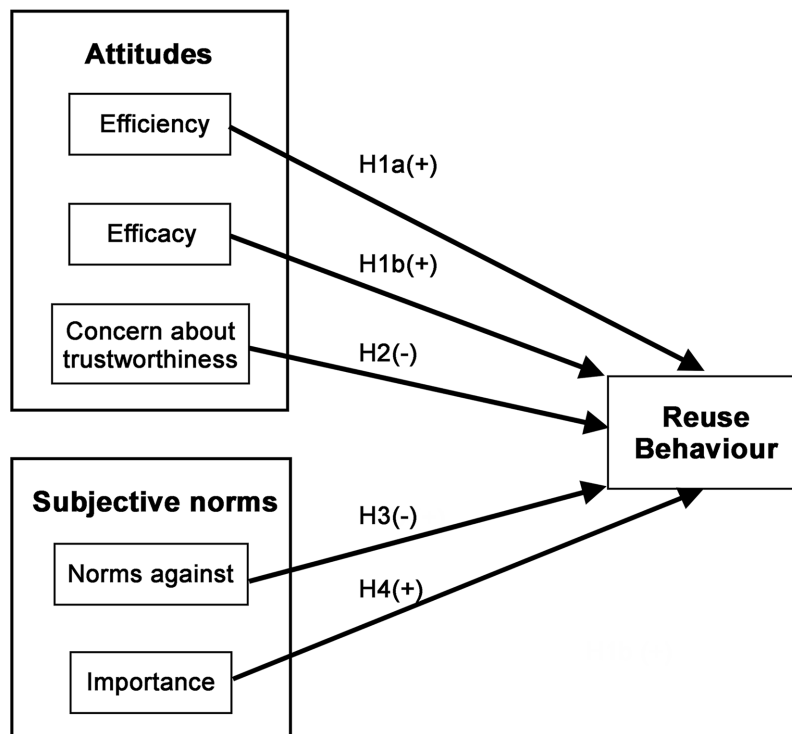 Attitudes
Efficiency
H1a(+)
Efficacy
H1b(+)
Concern about
trustworthiness
H2(-)
Reuse
Behaviour
Subjective norms
H3(-)
Norms against
H4(+)
Importance